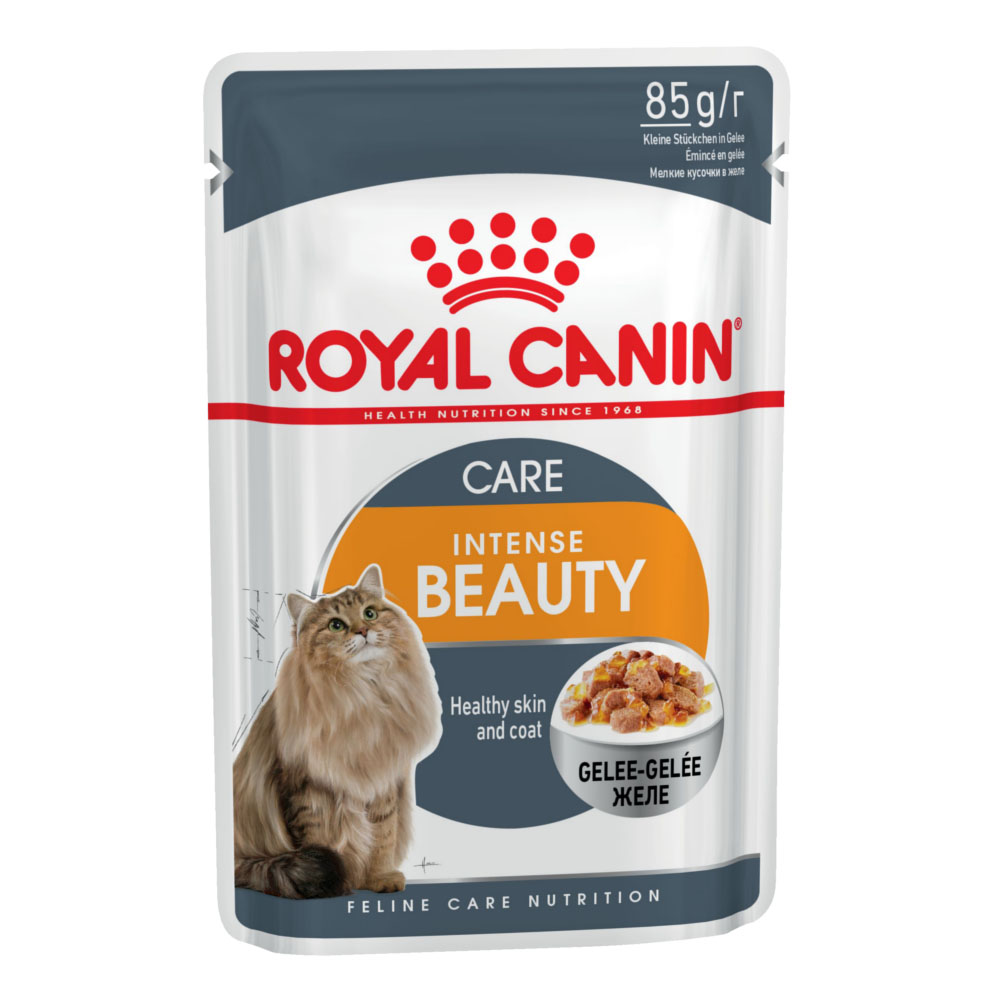 85 g/г
Kleine Stückchen in Gelee
Émincé en gelée
Мелкие кусочки в желе
ROYAL CANIN®
HEALTH NUTRITION SINCE 1968
CARE
INTENSE
BEAUTY
Healthy skin
and coat
GELEE-GELÉE
ЖЕЛЕ
FELINE CARE NUTRITION